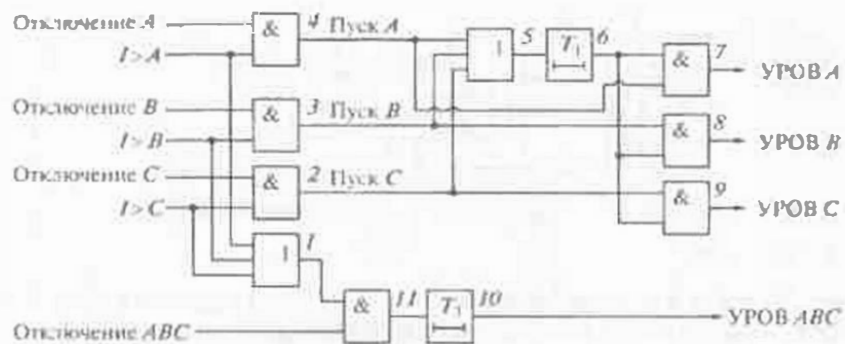 Отключение A
I>A
Отключение B
I>B
Отключение C
I>C
Отключение ABC
&
4 Пуск A
&
3 Пуск B
&
2 Пуск C
1
1
&
11
T₁
10
1
5
T₁
6
&
7
УРОВ A
&
8
УРОВ B
&
9
УРОВ C
УРОВ ABC